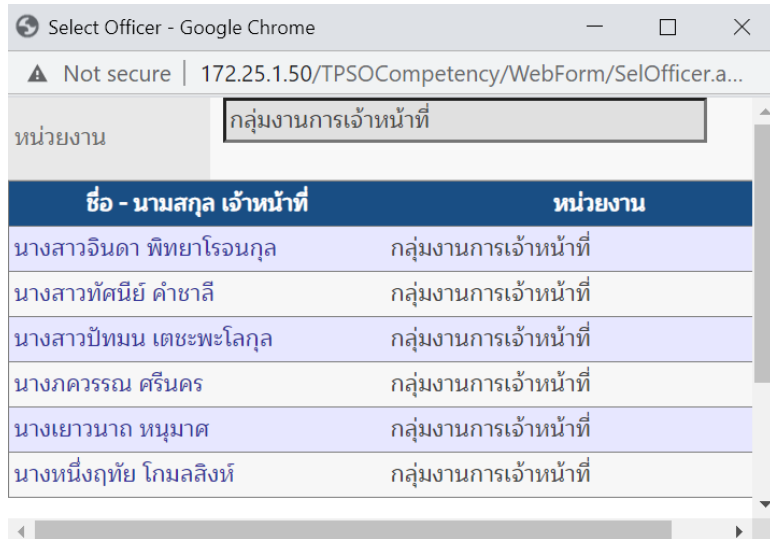 Select Officer - Google Chrome
Not secure | 172.25.1.50/TPSOCompetency/WebForm/SelOfficer.a...
หน่วยงาน กลุ่มงานการเจ้าหน้าที่
ชื่อ - นามสกุล เจ้าหน้าที่ หน่วยงาน
นางสาวจินดา พิทยาโรจนกุล กลุ่มงานการเจ้าหน้าที่
นางสาวทัศนีย์ คำชาลี กลุ่มงานการเจ้าหน้าที่
นางสาวปัทมน เตชะพะโลกุล กลุ่มงานการเจ้าหน้าที่
นางภควรรณ ศรีนคร กลุ่มงานการเจ้าหน้าที่
นางเยาวนาถ หนุมาศ กลุ่มงานการเจ้าหน้าที่
นางหนึ่งฤทัย โกมลสิงห์ กลุ่มงานการเจ้าหน้าที่